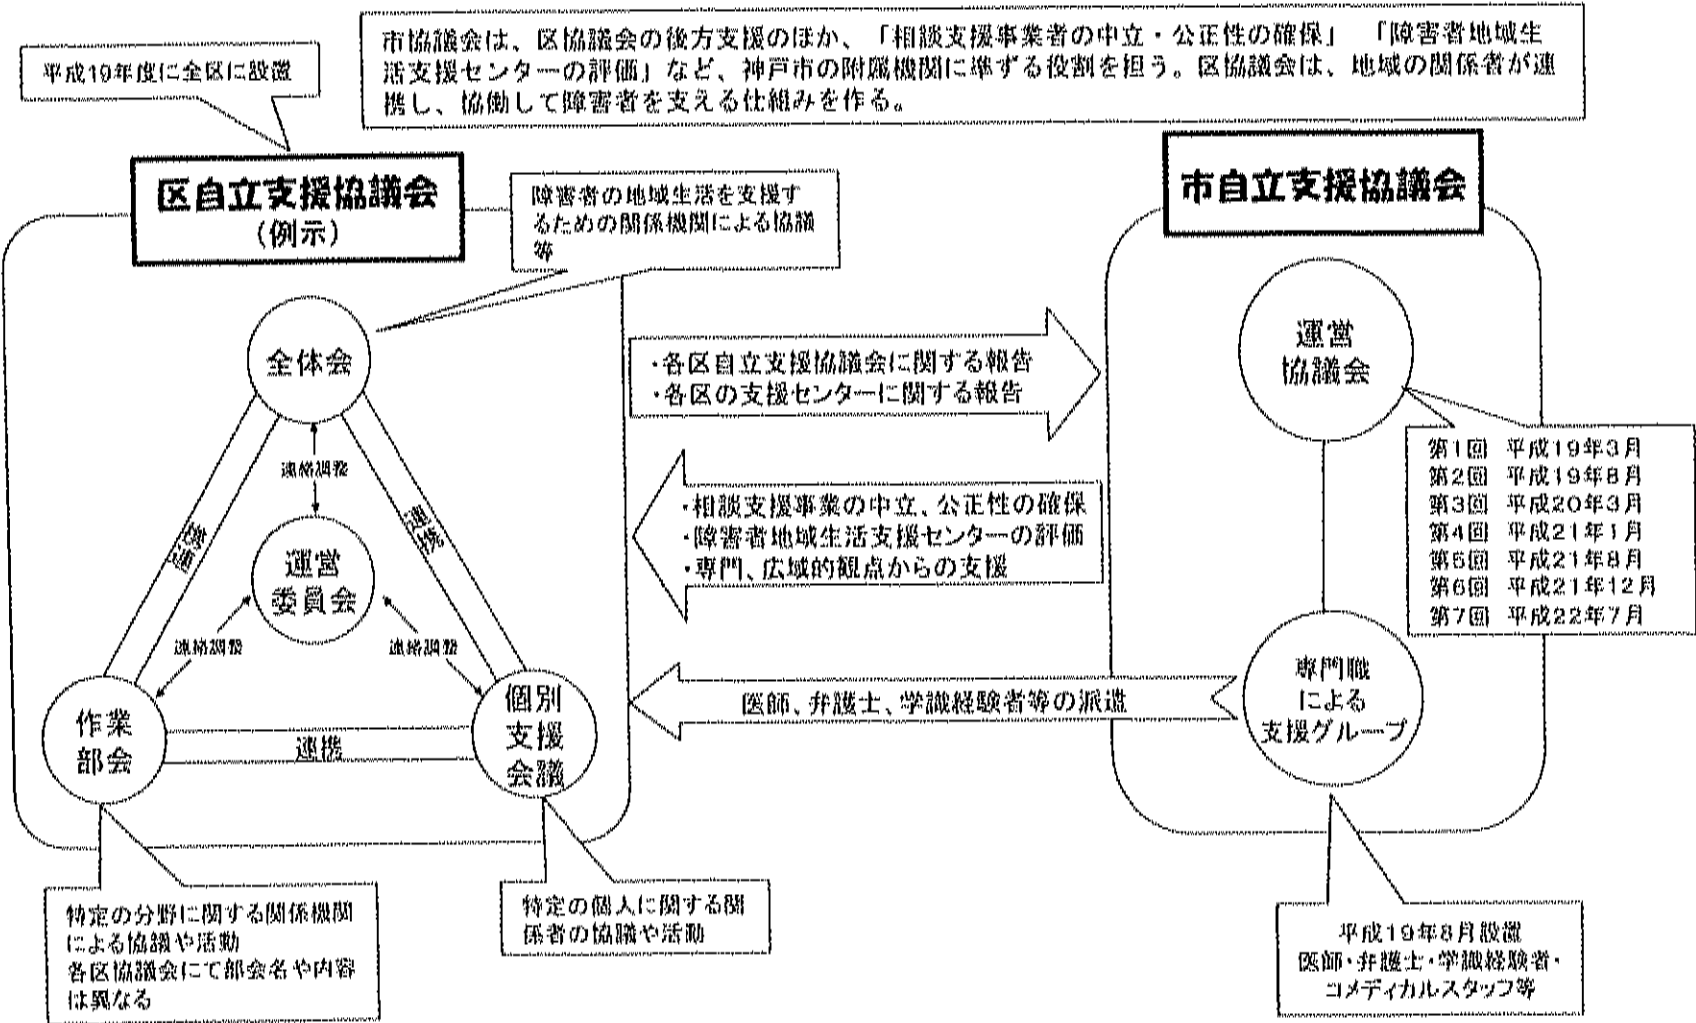 市協議会は、区協議会の後方支援のほか、「相談支援事業者の中立・公正性の確保」 「障害者地域生
活支援センターの評価」など、神戸市の附属機関に準ずる役割を担う。区協議会は、地域の関係者が連
携し、協働して障害者を支える仕組みを作る。
平成19年度に全区に設置
区自立支援協議会
(例示)
障害者の地域生活を支援す
るための関係機関による協議
等
市自立支援協議会
全体会
連絡調整
連携
連携
運営
委員会
連絡調整
連絡調整
作業
部会
連携
個別
支援
会議
・各区自立支援協議会に関する報告
・各区の支援センターに関する報告
・相談支援事業の中立、公正性の確保
・障害者地域生活支援センターの評価
・専門、広域的観点からの支援
医師、弁護士、学識経験者等の派遣
運営
協議会
第1回 平成19年3月
第2回 平成19年8月
第3回 平成20年3月
第4回 平成21年1月
第5回 平成21年8月
第6回 平成21年12月
第7回 平成22年7月
専門職
による
支援グループ
特定の分野に関する関係機関
による協議や活動
各区協議会にて部会名や内容
は異なる
特定の個人に関する関
係者の協議や活動
平成19年8月設置
医師・弁護士・学識経験者・
コメディカルスタッフ等